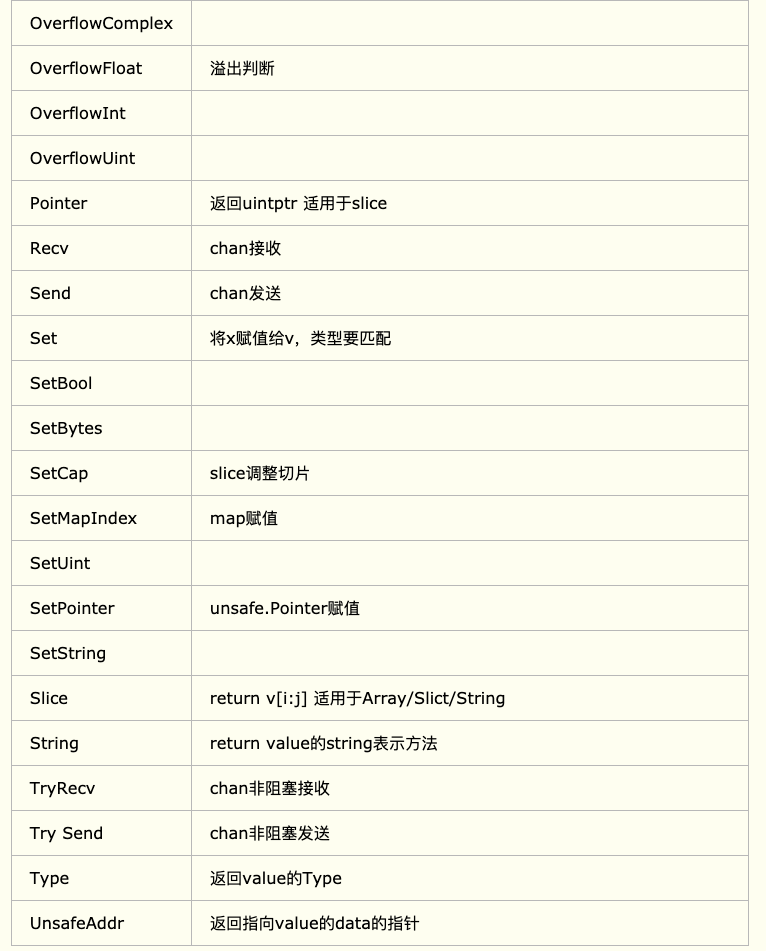 OverflowComplex
OverflowFloat 溢出判断
OverflowInt
OverflowUint
Pointer 返回uintptr 适用于slice
Recv chan接收
Send chan发送
Set 将x赋值给v，类型要匹配
SetBool
SetBytes
SetCap slice调整切片
SetMapIndex map赋值
SetUint
SetPointer unsafe.Pointer赋值
SetString
Slice return v[i:j] 适用于Array/Slict/String
String return value的string表示方法
TryRecv chan非阻塞接收
Try Send chan非阻塞发送
Type 返回value的Type
UnsafeAddr 返回指向value的data的指针